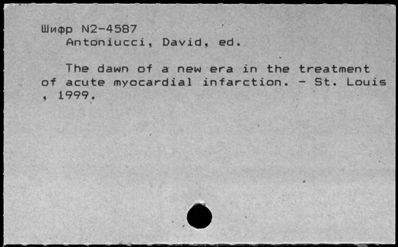 Шифр N2-4587
Antoniucci, David, ed.
The dawn of a new era in the treatment
of acute myocardial infarction. - St. Louis
, 1999.